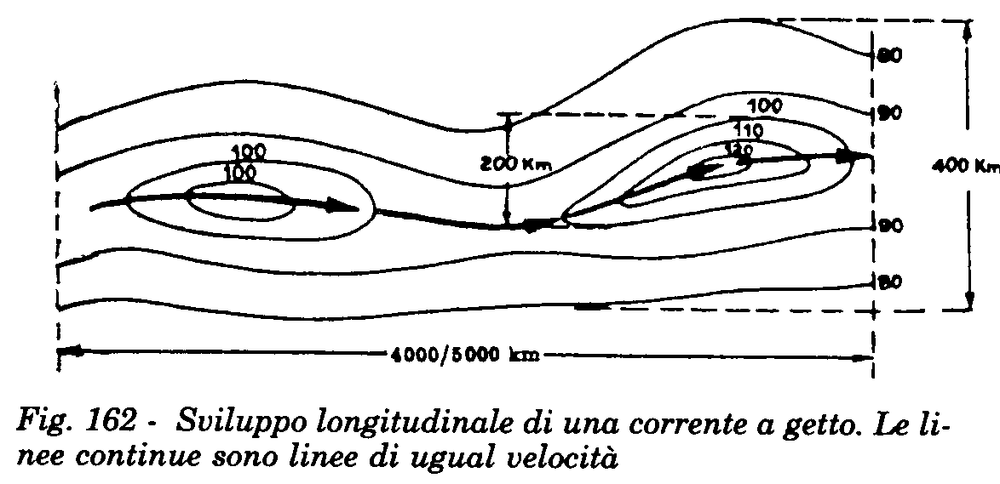 80
90
100
110
120
100
100
200 Km
400 Km
90
80
4000/5000 km
Fig. 162 - Sviluppo longitudinale di una corrente a getto. Le li-
nee continue sono linee di ugual velocità